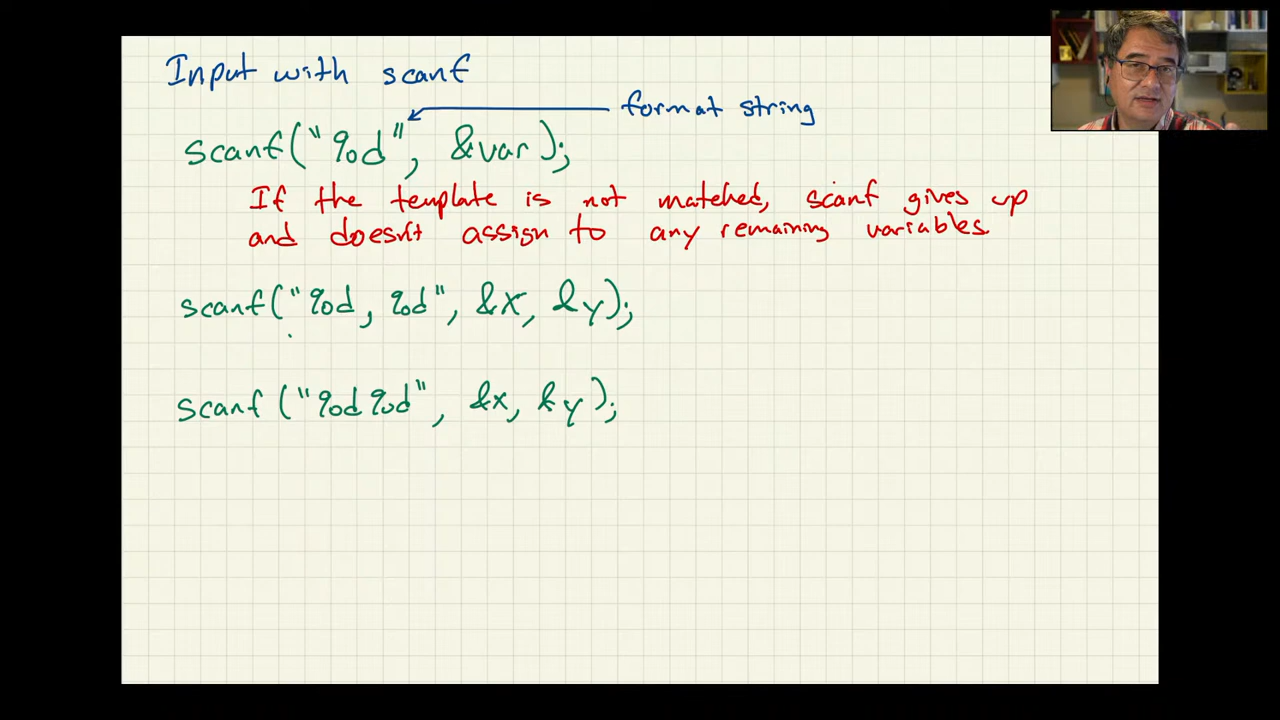 Input with scanf
format string
scanf("%d", &var);
If the template is not matched, scanf gives up
and doesn't assign to any remaining variables.
scanf("%d, %d", &x, &y);
scanf ("%d%d", &x, &y);